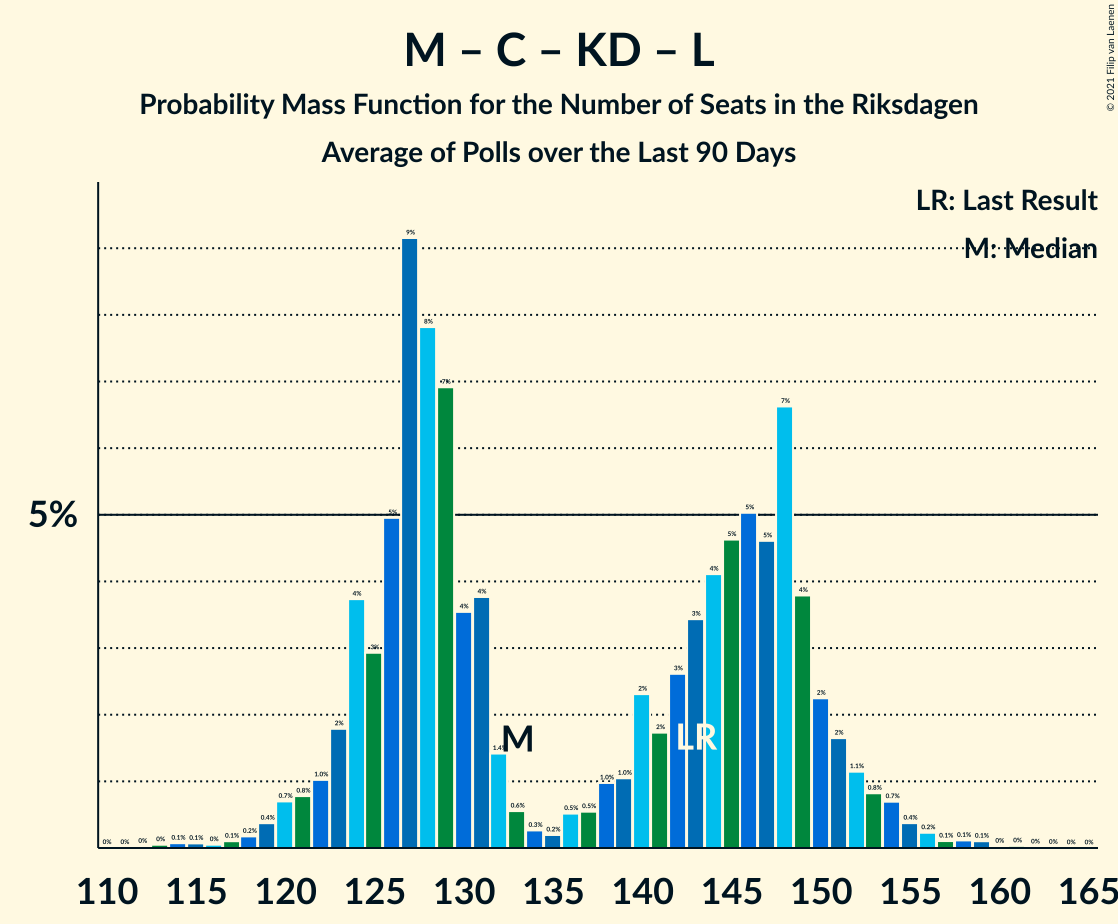 M – C – KD – L
Probability Mass Function for the Number of Seats in the Riksdagen
Average of Polls over the Last 90 Days
© 2021 Filip van Laenen
LR: Last Result
M: Median
5%
0% 0% 0% 0% 0.1% 0.1% 0% 0.1% 0.2% 0.4% 0.7% 0.8% 1.0% 2% 4% 3% 5% 9% 8% 7% 4% 4% 1.4% 0.6% 0.3% 0.2% 0.5% 0.5% 1.0% 1.0% 2% 2% 3% 3% 4% 5% 5% 5% 7% 4% 2% 2% 1.1% 0.8% 0.7% 0.4% 0.2% 0.1% 0.1% 0.1% 0% 0% 0% 0% 0% 0%
M
LR
110 115 120 125 130 135 140 145 150 155 160 165